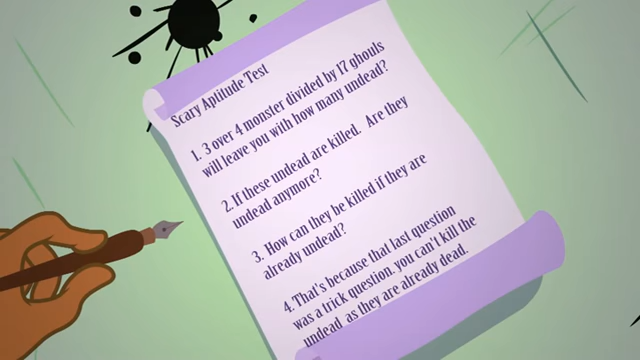 Scary Aptitude Test
1. 3 over 4 monster divided by 17 ghouls
will leave you with how many undead?
2.If these undead are killed. Are they
undead anymore?
3. How can they be killed if they are
already undead?
4.That's because that last question
was a trick question. you can't kill the
undead as they are already dead.